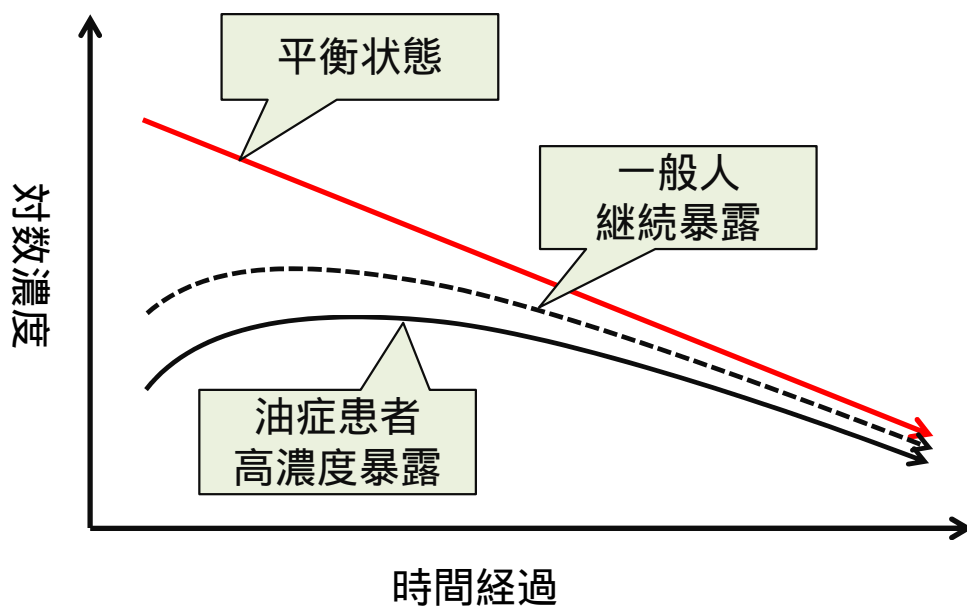 平衡状態
一般人
継続暴露
対数濃度
油症患者
高濃度暴露
時間経過